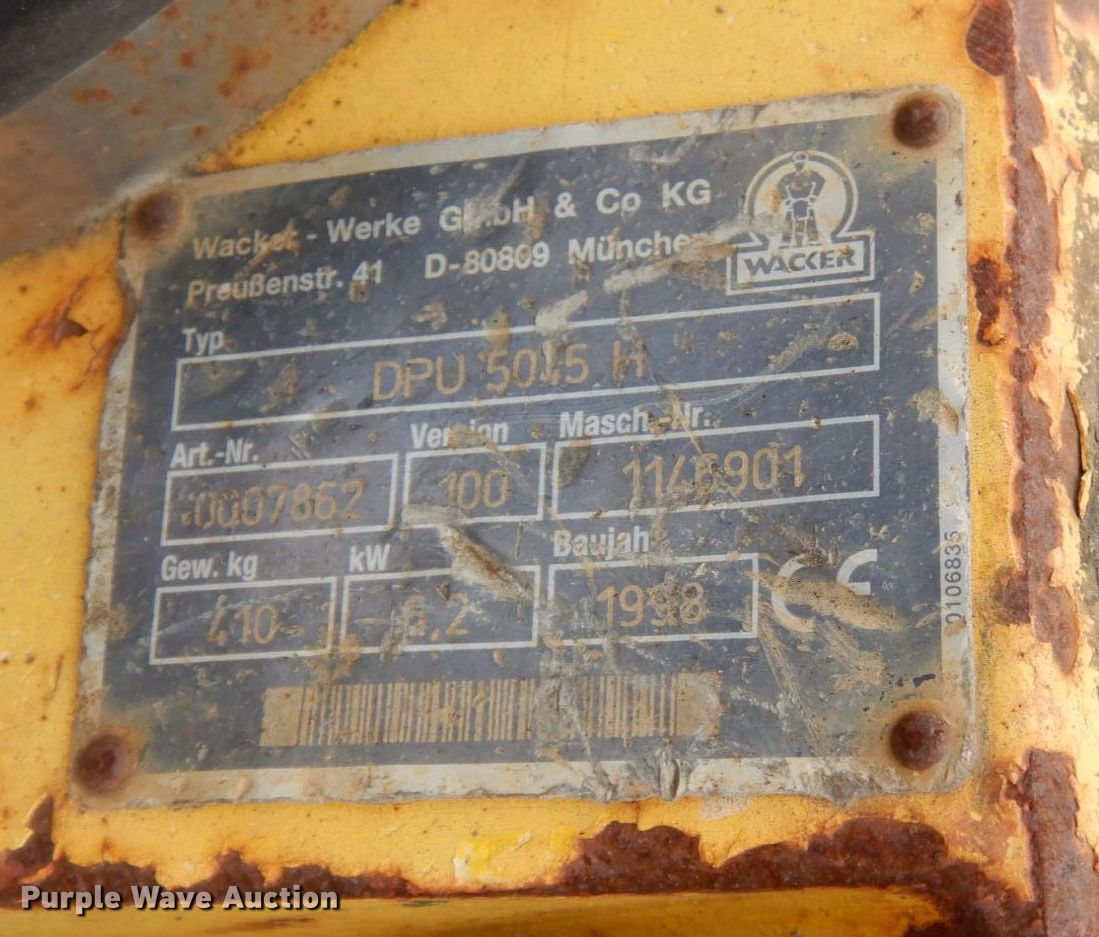 Wacker - Werke GmbH & Co KG
Preußenstr. 41 D-80809 München
WACKER
Typ
DPU 5045 H
Art.-Nr. Version Masch.-Nr.
0007862 100
Gew. kg kW Baujahr
410 6,2 1998
CE
0106835
Purple Wave Auction